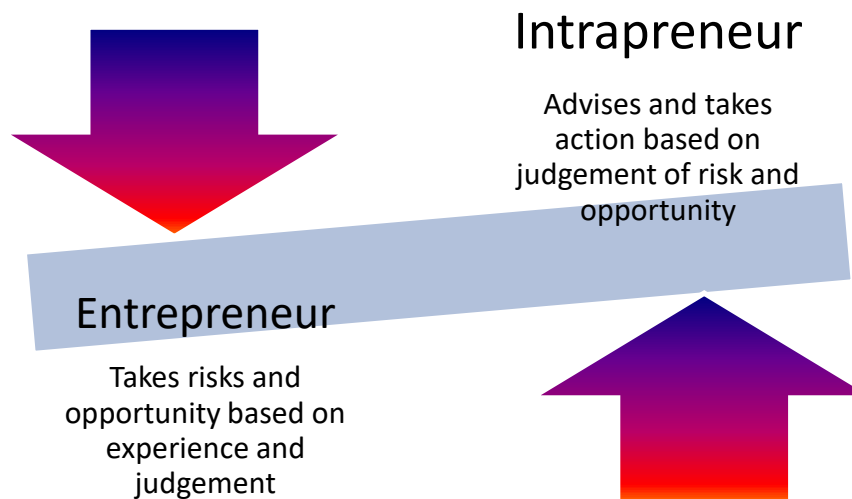 Intrapreneur
Advises and takes
action based on
judgement of risk and
opportunity
Entrepreneur
Takes risks and
opportunity based on
experience and
judgement